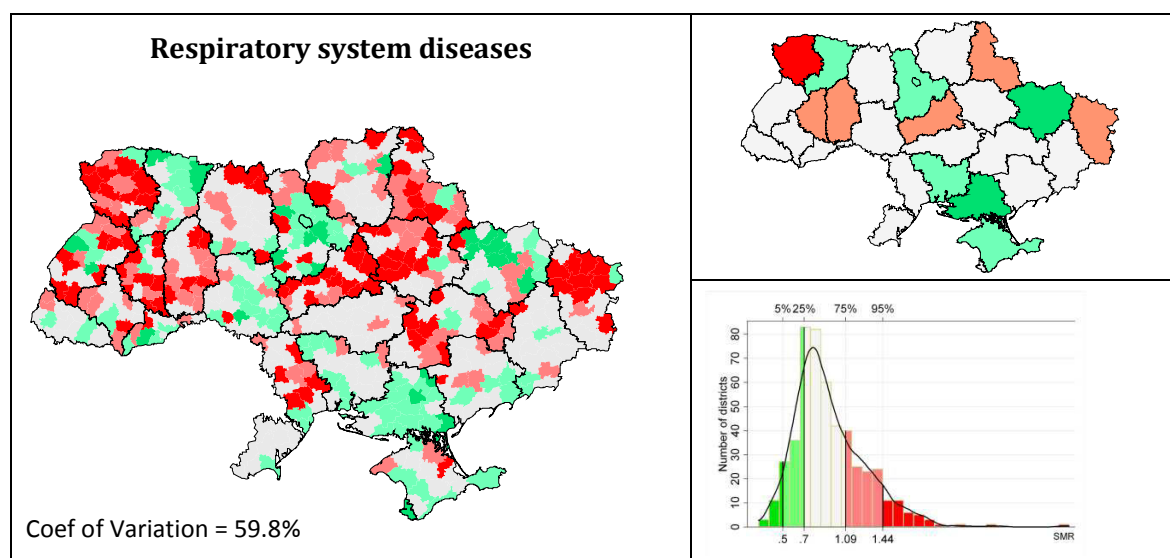 Respiratory system diseases
Coef of Variation = 59.8%
5% 25% 75% 95%
Number of districts
80
70
60
50
40
30
20
10
0
.5 .7 1.09 1.44 SMR